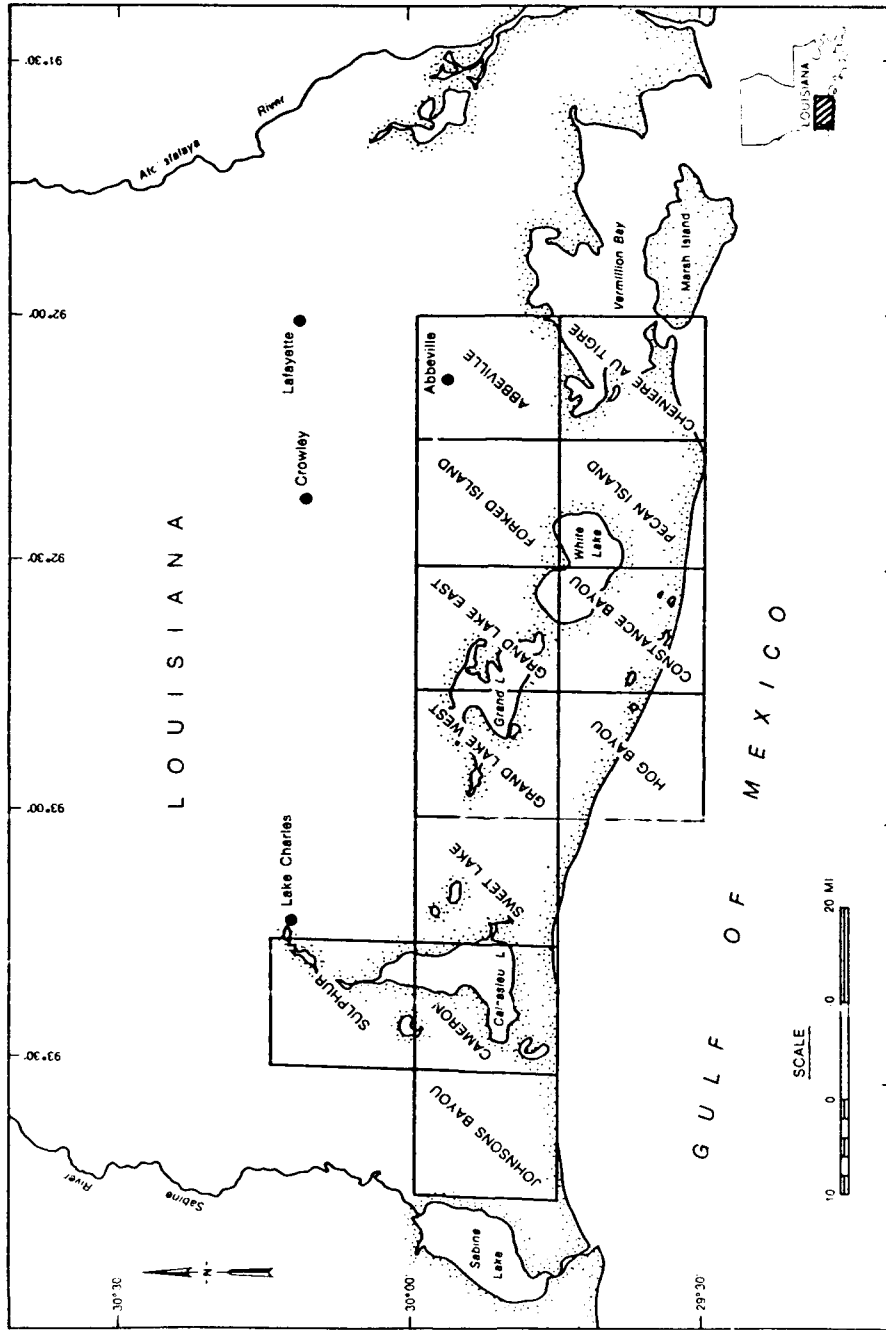 93°30'
93°00'
92°30'
92°00'
91°30'
30°30'
30°00'
29°30'
-N-
Sabine
River
Sabine
Lake
LOUISIANA
Lake Charles
Crowley
Lafayette
River
Abbeville
SULPHUR
JOHNSONS BAYOU
CAMERON
Calcasieu L
SWEET LAKE
GRAND LAKE WEST
Grand L
GRAND LAKE EAST
FORKED ISLAND
ABBEVILLE
HOG BAYOU
CONSTANCE BAYOU
White
Lake
PECAN ISLAND
CHENIERE AU TIGRE
Vermillion Bay
Marsh Island
GULF OF MEXICO
SCALE
10
0
0
20 MI
LOUISIANA